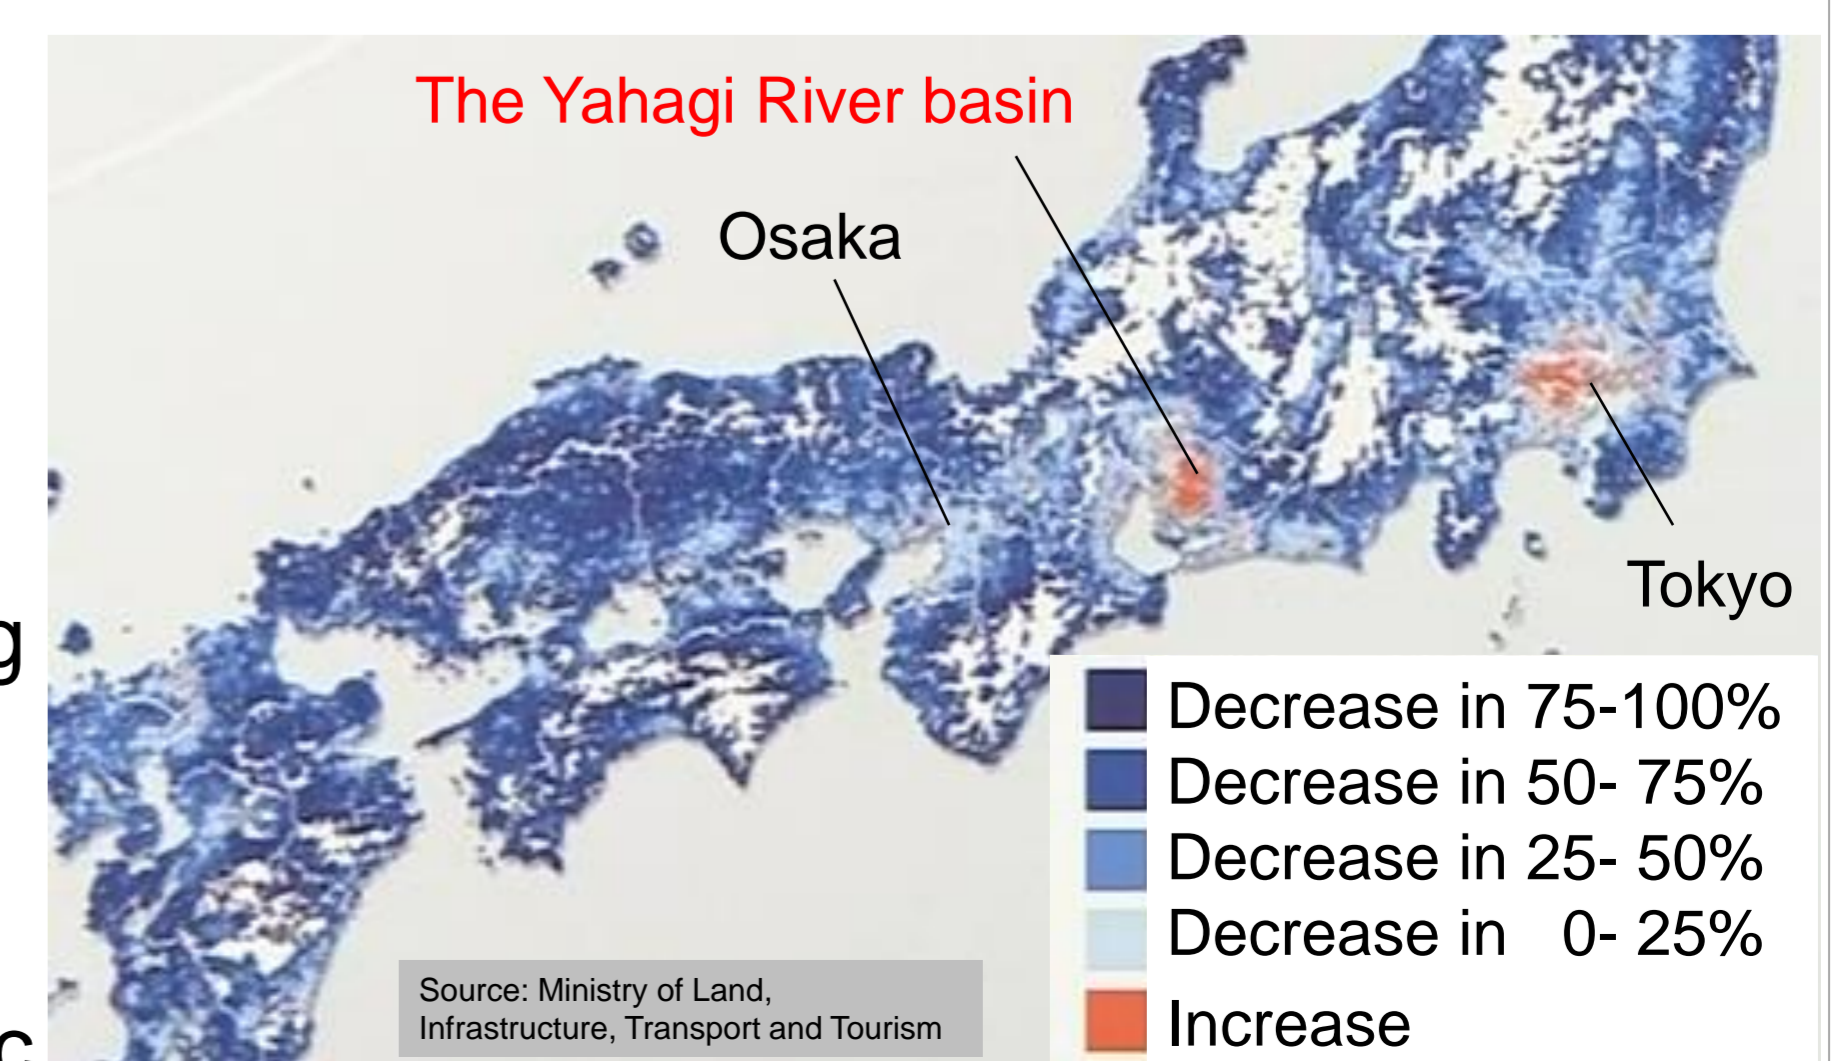 The Yahagi River basin
Osaka
Tokyo
g
Decrease in 75-100%
Decrease in 50- 75%
Decrease in 25- 50%
Decrease in 0- 25%
Increase
Source: Ministry of Land,
Infrastructure, Transport and Tourism
c